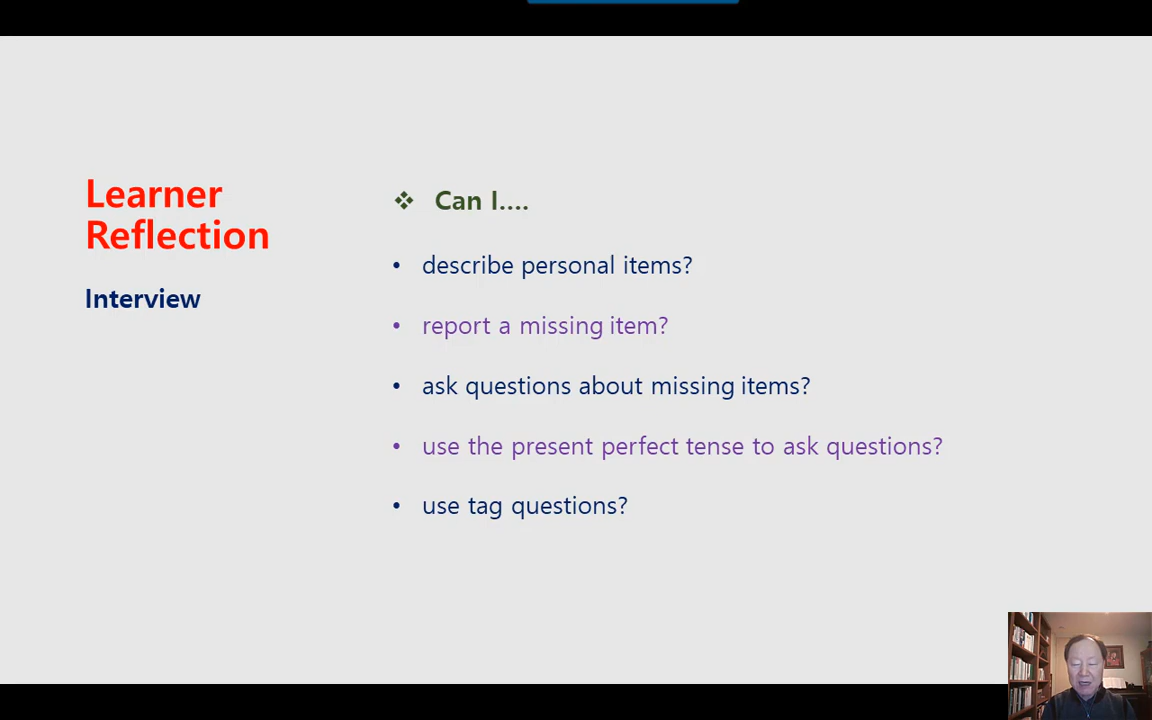 Learner
Reflection
Interview
❖ Can I....
• describe personal items?
• report a missing item?
• ask questions about missing items?
• use the present perfect tense to ask questions?
• use tag questions?